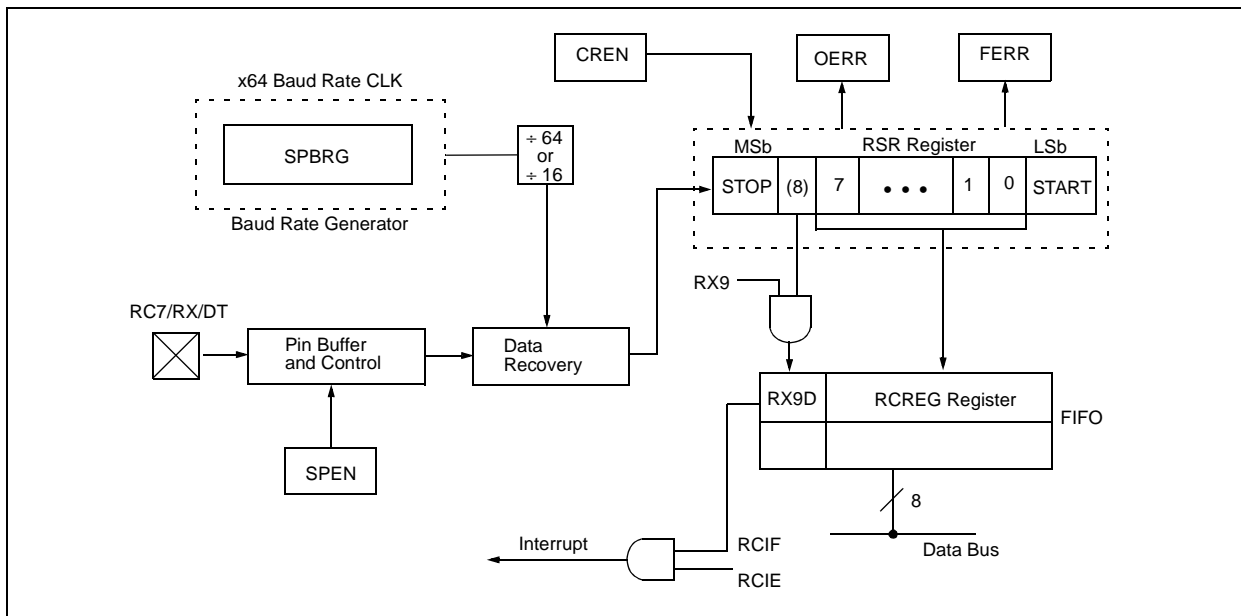 CREN
OERR
FERR
x64 Baud Rate CLK
SPBRG
Baud Rate Generator
÷ 64
or
÷ 16
MSb
RSR Register
LSb
STOP
(8)
7
• • •
1
0
START
RX9
RC7/RX/DT
Pin Buffer
and Control
Data
Recovery
SPEN
RX9D
RCREG Register
FIFO
8
Data Bus
Interrupt
RCIF
RCIE